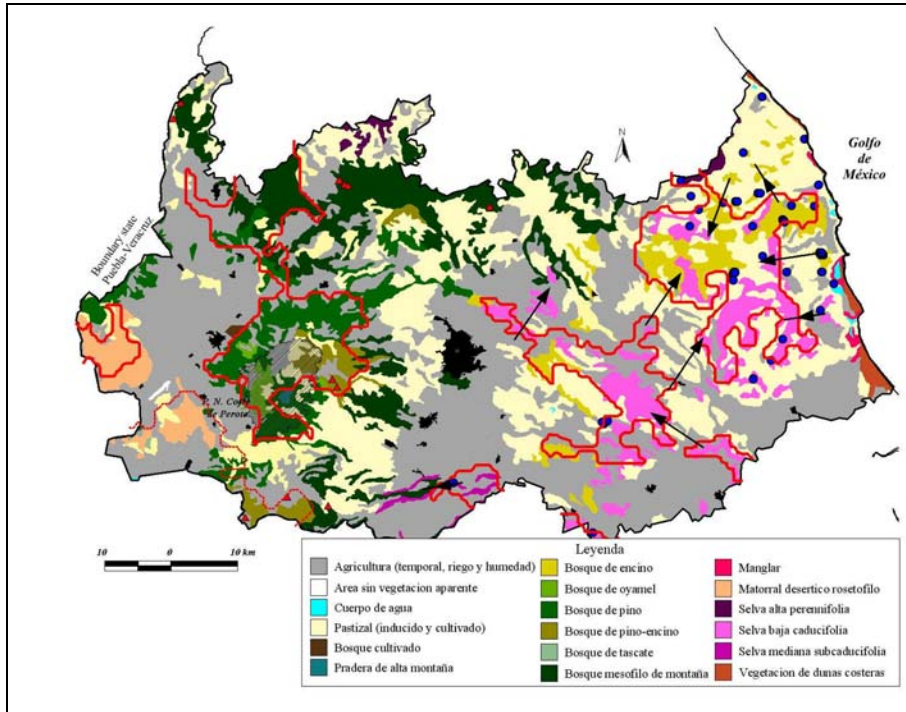 N
Golfo
de
México
Boundary state
Puebla-Veracruz
P. N. Cofre
de Perote
10 0 10 km
Leyenda
Agricultura (temporal, riego y humedad)
Area sin vegetacion aparente
Cuerpo de agua
Pastizal (inducido y cultivado)
Bosque cultivado
Pradera de alta montaña
Bosque de encino
Bosque de oyamel
Bosque de pino
Bosque de pino-encino
Bosque de tascate
Bosque mesofilo de montaña
Manglar
Matorral desertico rosetofilo
Selva alta perennifolia
Selva baja caducifolia
Selva mediana subcaducifolia
Vegetacion de dunas costeras